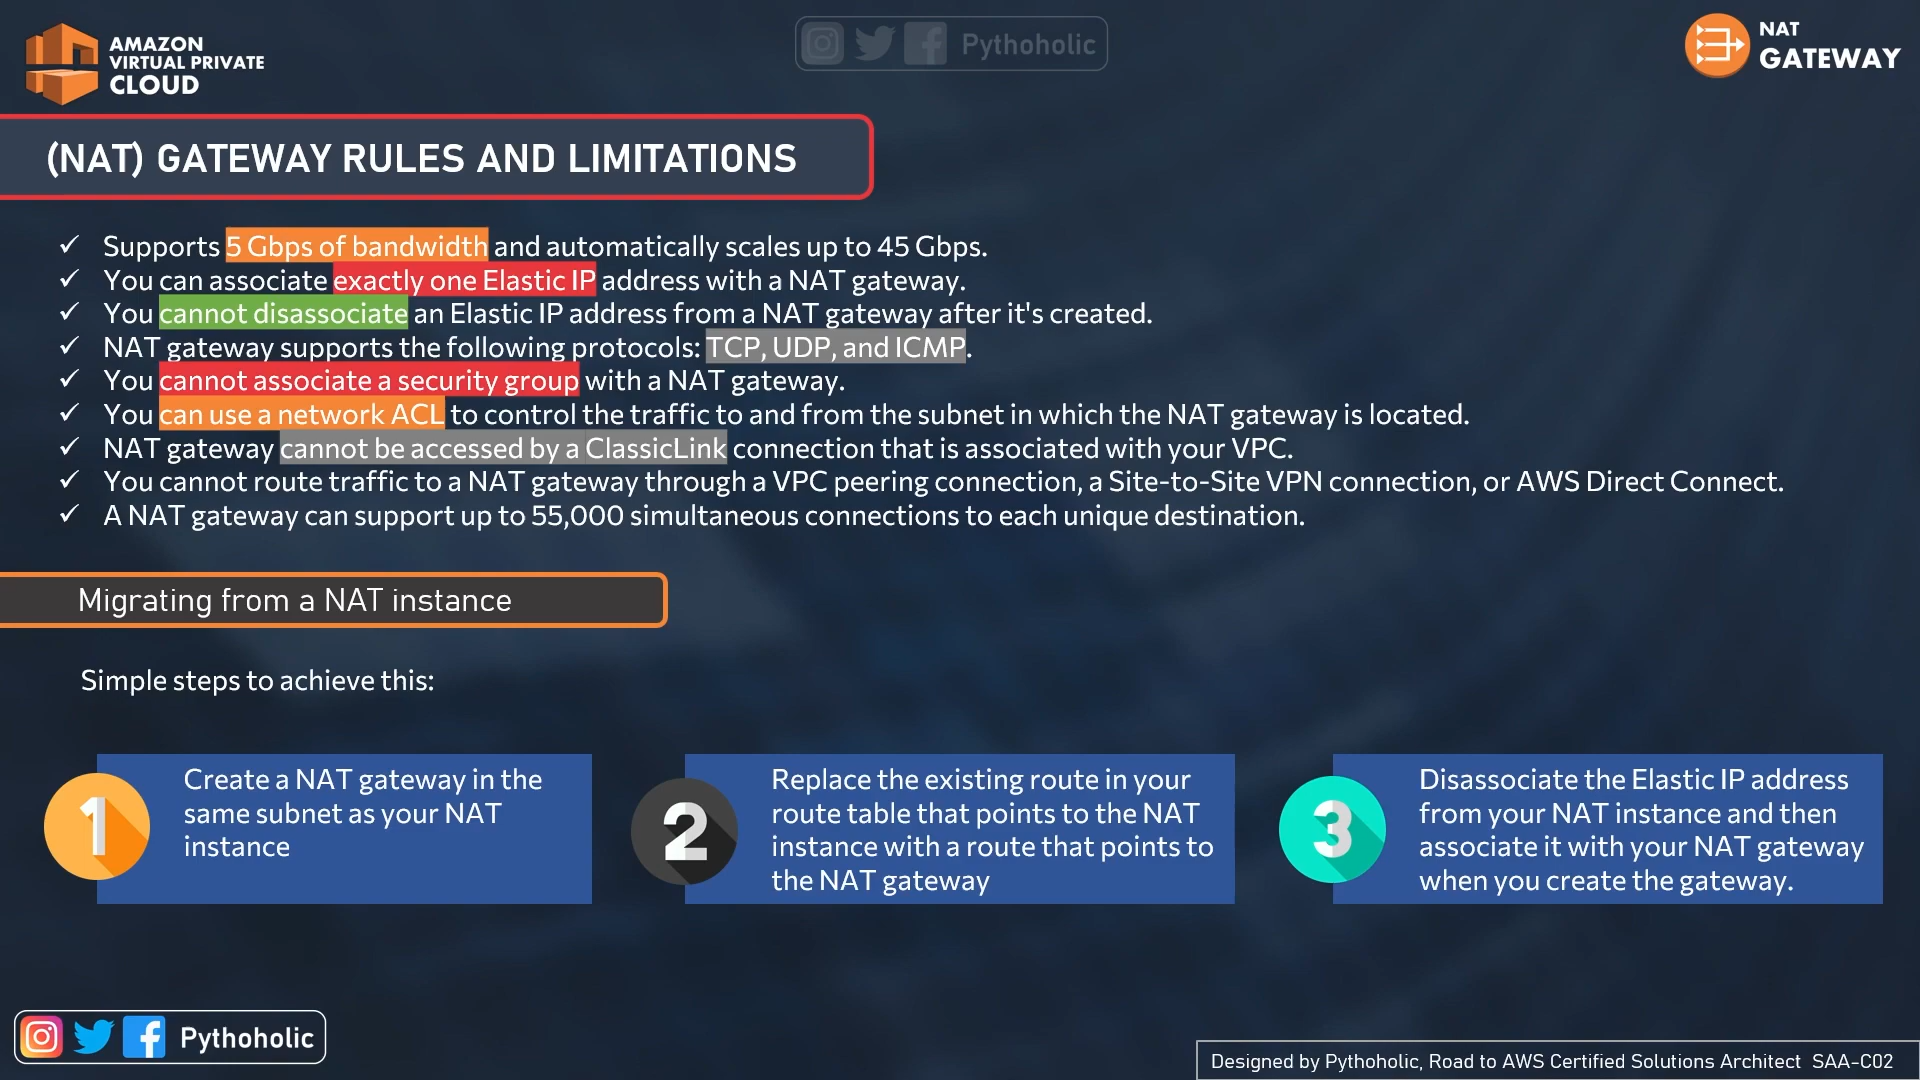 AMAZON
VIRTUAL PRIVATE
CLOUD
Pythoholic
NAT
GATEWAY
(NAT) GATEWAY RULES AND LIMITATIONS
✓ Supports 5 Gbps of bandwidth and automatically scales up to 45 Gbps.
✓ You can associate exactly one Elastic IP address with a NAT gateway.
✓ You cannot disassociate an Elastic IP address from a NAT gateway after it's created.
✓ NAT gateway supports the following protocols: TCP, UDP, and ICMP.
✓ You cannot associate a security group with a NAT gateway.
✓ You can use a network ACL to control the traffic to and from the subnet in which the NAT gateway is located.
✓ NAT gateway cannot be accessed by a ClassicLink connection that is associated with your VPC.
✓ You cannot route traffic to a NAT gateway through a VPC peering connection, a Site-to-Site VPN connection, or AWS Direct Connect.
✓ A NAT gateway can support up to 55,000 simultaneous connections to each unique destination.
Migrating from a NAT instance
Simple steps to achieve this:
1
Create a NAT gateway in the
same subnet as your NAT
instance
2
Replace the existing route in your
route table that points to the NAT
instance with a route that points to
the NAT gateway
3
Disassociate the Elastic IP address
from your NAT instance and then
associate it with your NAT gateway
when you create the gateway.
Pythoholic
Designed by Pythoholic, Road to AWS Certified Solutions Architect SAA-C02